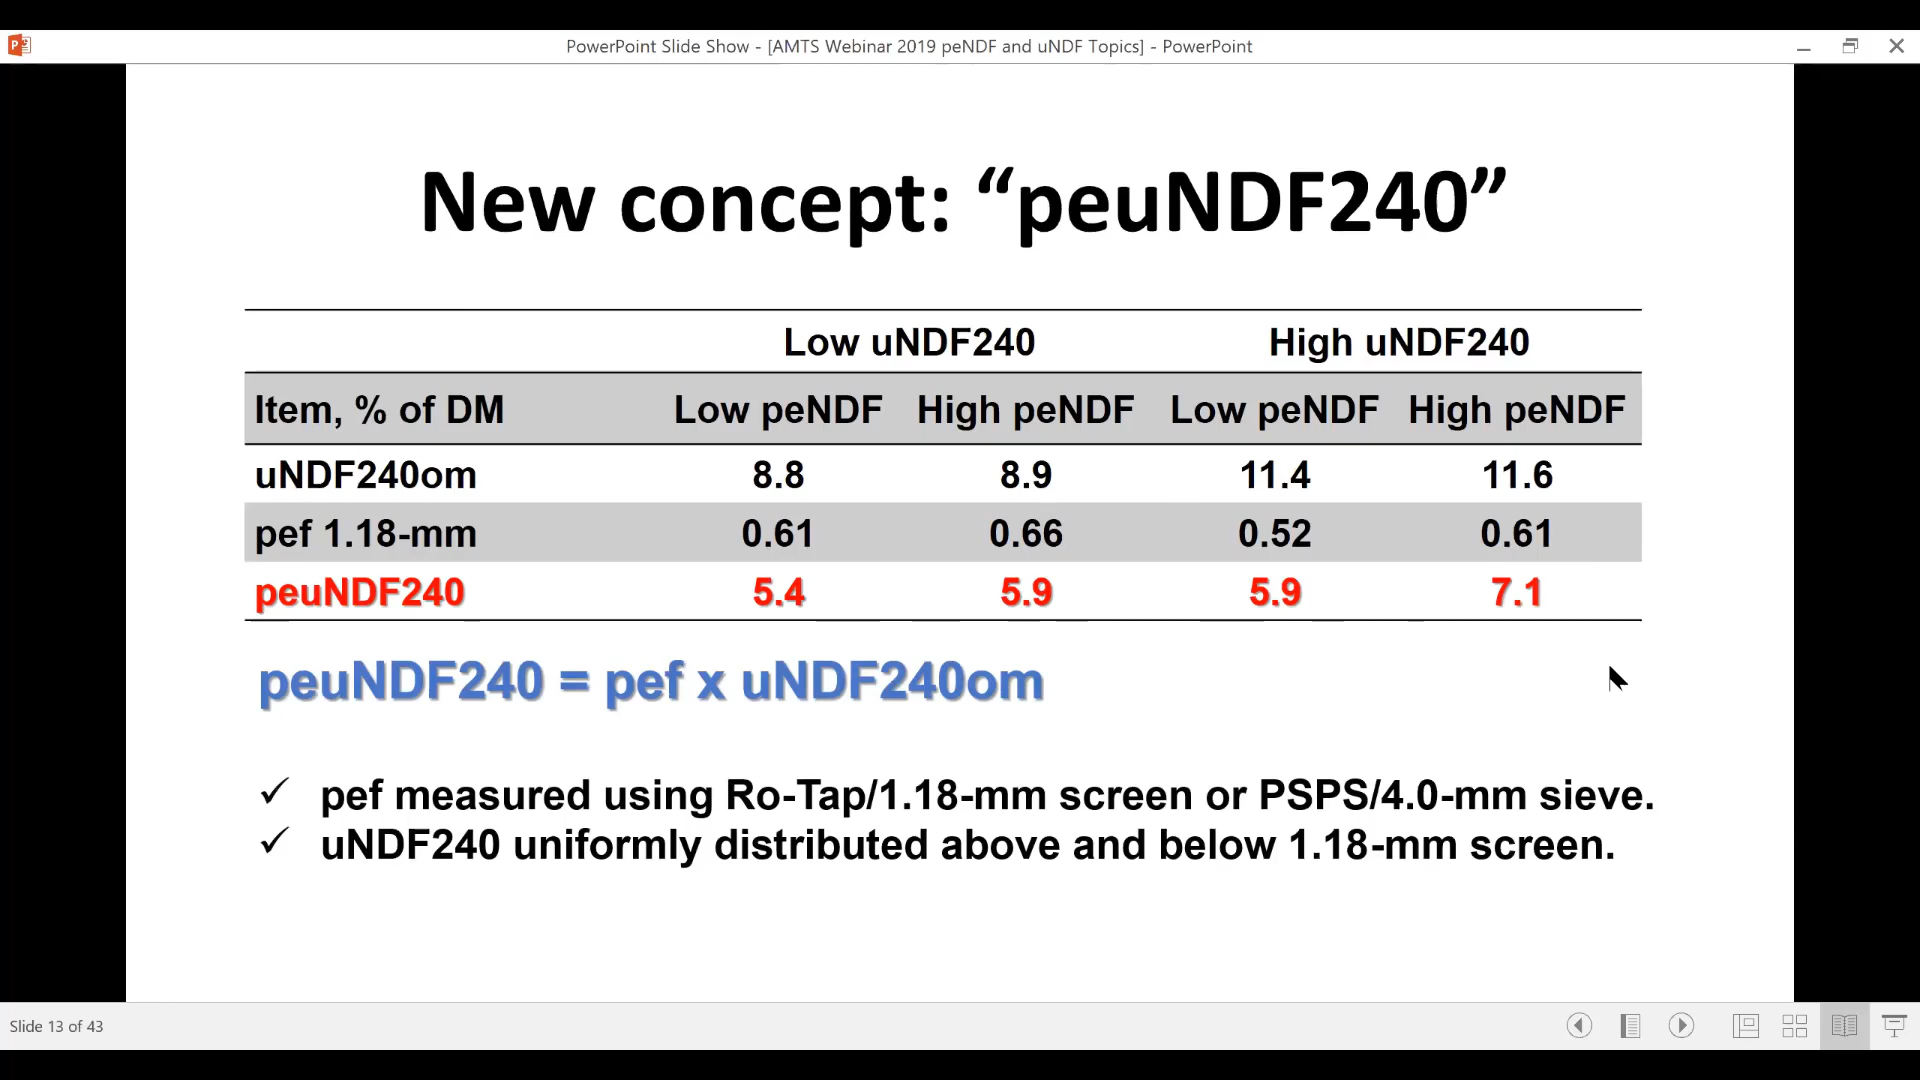 PowerPoint Slide Show - [AMTS Webinar 2019 peNDF and uNDF Topics] - PowerPoint
New concept: “peuNDF240”
Low uNDF240 High uNDF240
Item, % of DM Low peNDF High peNDF Low peNDF High peNDF
uNDF240om 8.8 8.9 11.4 11.6
pef 1.18-mm 0.61 0.66 0.52 0.61
peuNDF240 5.4 5.9 5.9 7.1
peuNDF240 = pef x uNDF240om
✓ pef measured using Ro-Tap/1.18-mm screen or PSPS/4.0-mm sieve.
✓ uNDF240 uniformly distributed above and below 1.18-mm screen.
Slide 13 of 43